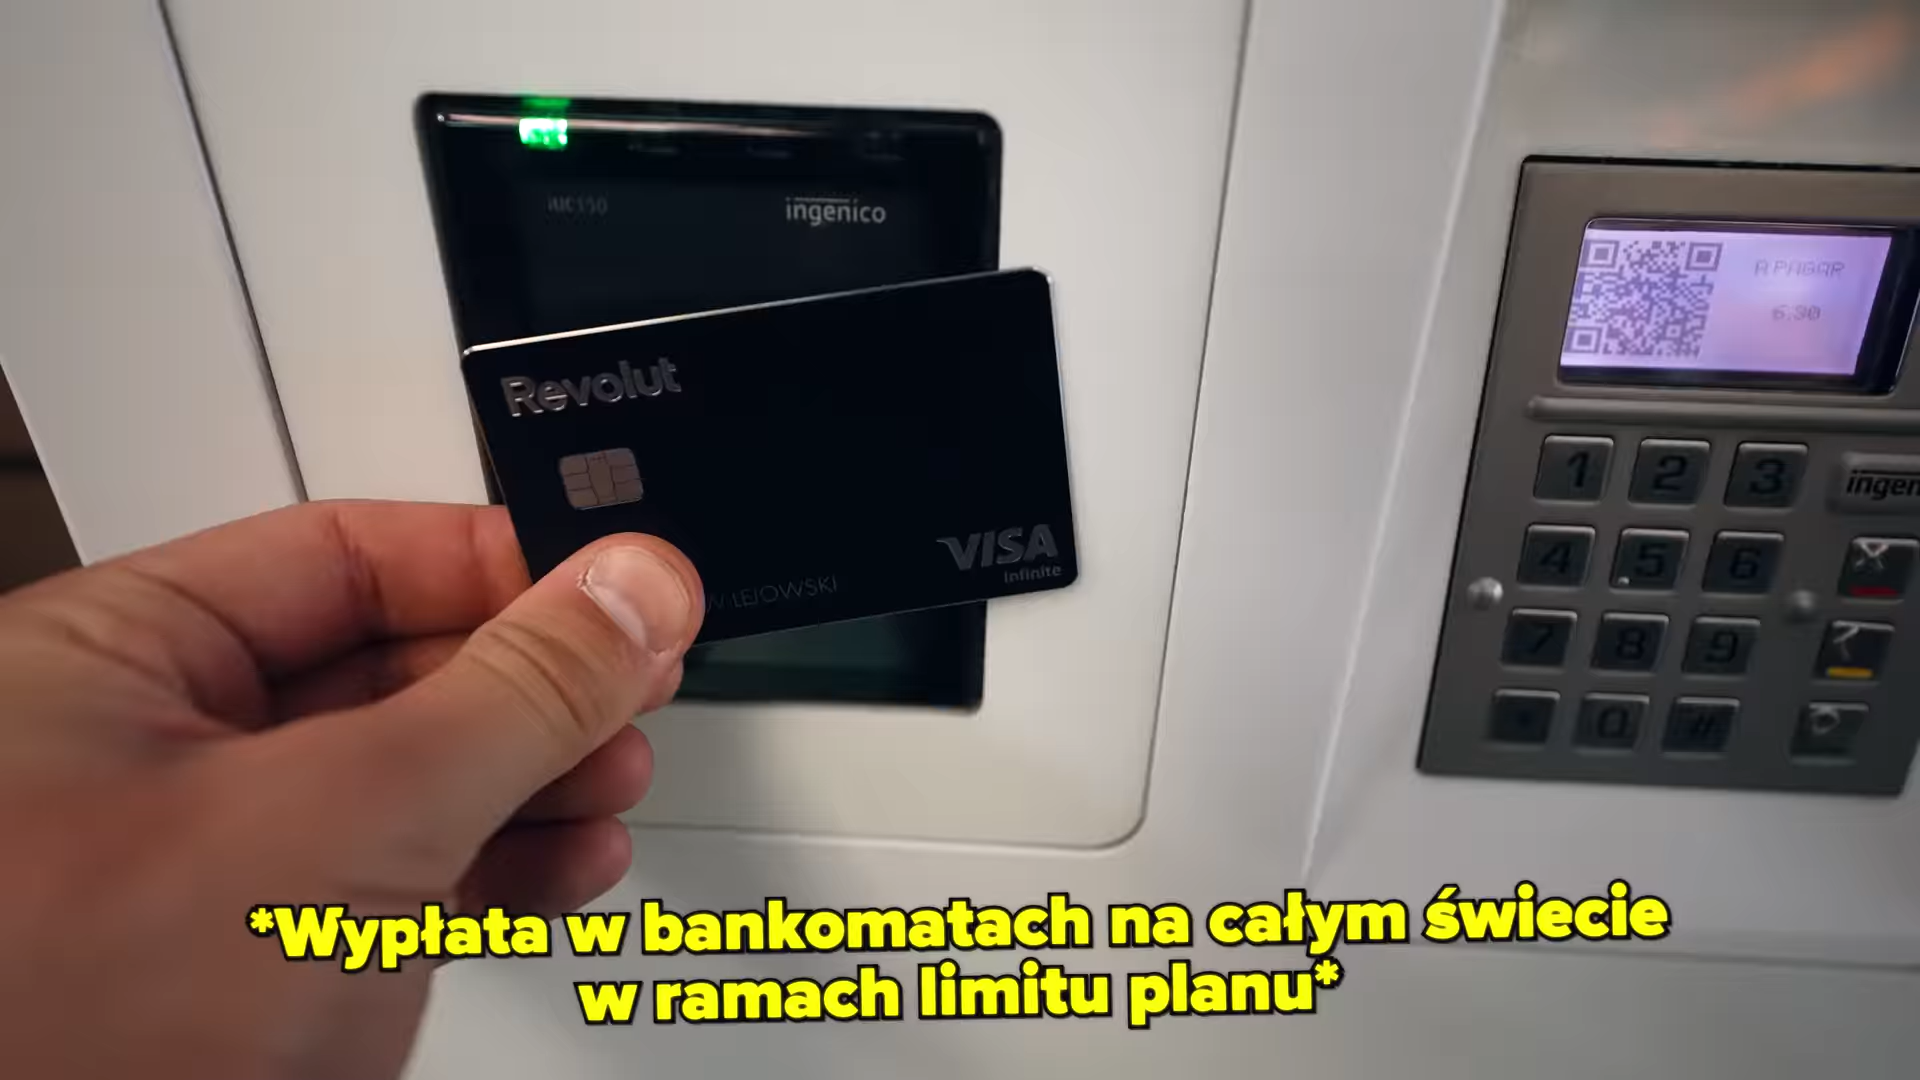 iUC150
ingenico
Revolut
VISA
Infinite
A PAGAR
6.30
1 2 3
ingen
4 5 6
7 8 9
0 #
*Wypłata w bankomatach na całym świecie
w ramach limitu planu*